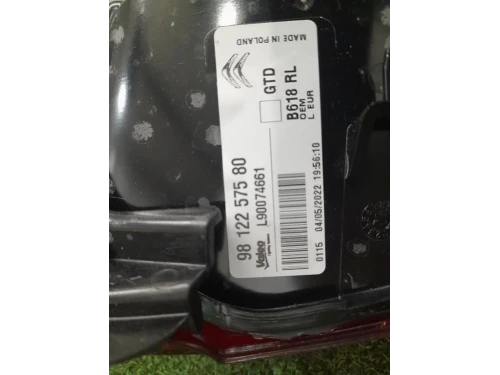 MADE IN POLAND
GTD
B618 RL
OEM
L EUR
98 122 575 80
L90074661
Valeo
0115 04/05/2022 19:56:10